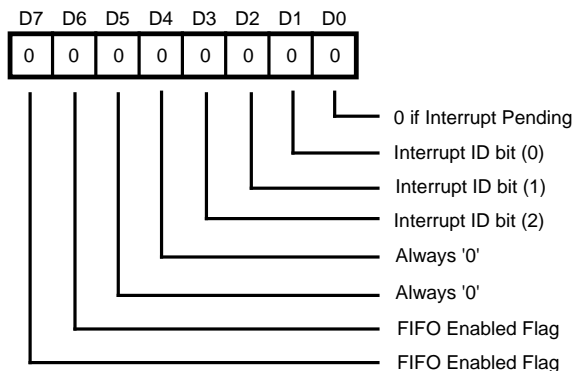 D7 D6 D5 D4 D3 D2 D1 D0
0 0 0 0 0 0 0 0
0 if Interrupt Pending
Interrupt ID bit (0)
Interrupt ID bit (1)
Interrupt ID bit (2)
Always '0'
Always '0'
FIFO Enabled Flag
FIFO Enabled Flag